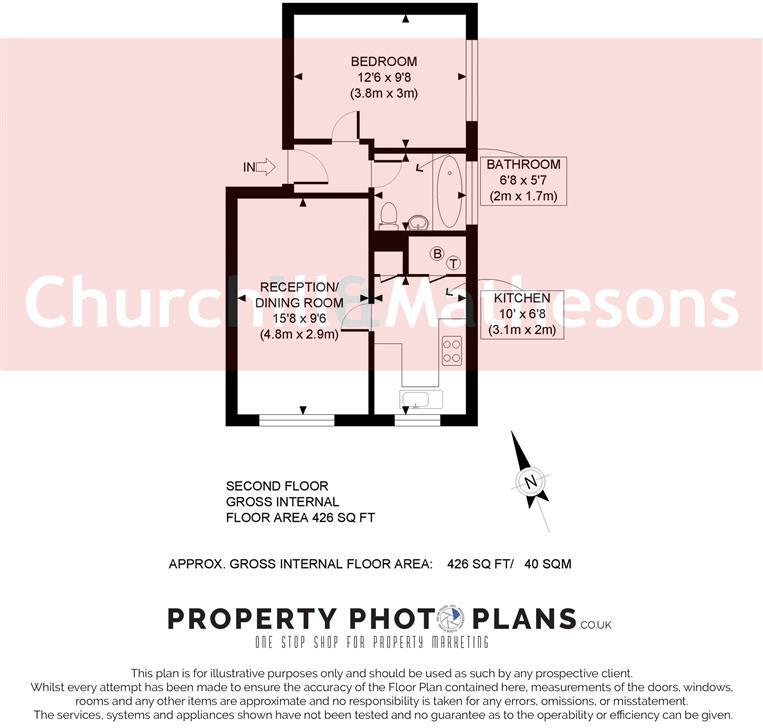 BEDROOM
12'6 x 9'8
(3.8m x 3m)
IN
BATHROOM
6'8 x 5'7
(2m x 1.7m)
B
T
Churchill & Mathesons
RECEPTION/
DINING ROOM
15'8 x 9'6
(4.8m x 2.9m)
KITCHEN
10' x 6'8
(3.1m x 2m)
N
SECOND FLOOR
GROSS INTERNAL
FLOOR AREA 426 SQ FT
APPROX. GROSS INTERNAL FLOOR AREA: 426 SQ FT/ 40 SQM
PROPERTY PHOTO PLANS.CO.UK
ONE STOP SHOP FOR PROPERTY MARKETING
This plan is for illustrative purposes only and should be used as such by any prospective client.
Whilst every attempt has been made to ensure the accuracy of the Floor Plan contained here, measurements of the doors, windows,
rooms and any other items are approximate and no responsibility is taken for any errors, omissions, or misstatement.
The services, systems and appliances shown have not been tested and no guarantee as to the operability or efficiency can be given.